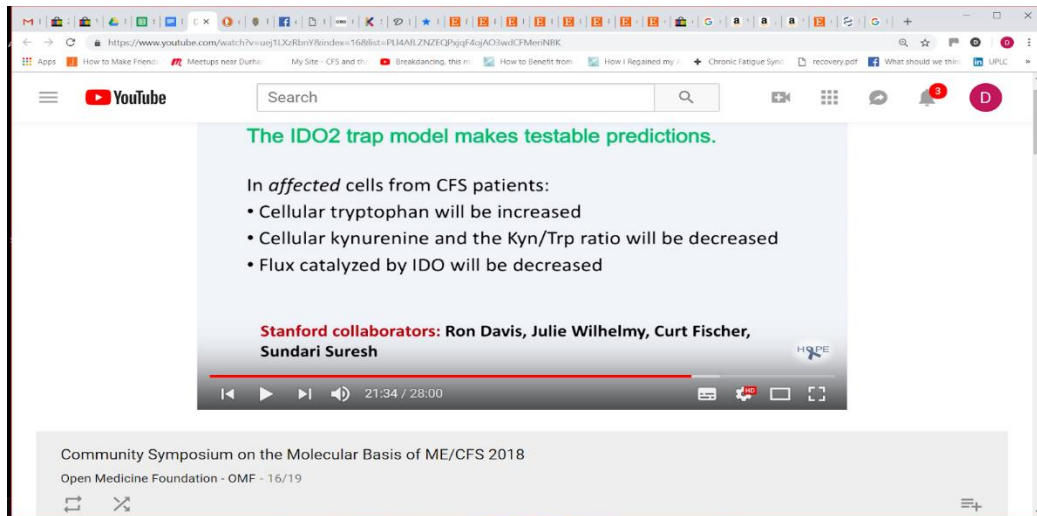 https://www.youtube.com/watch?v=uej1LXzRbnY&index=16&list=PLl4AfLZNZEQPxjqF4ojAO3wdCFMeriNBK
Apps How to Make Friend: Meetups near Durha: My Site - CFS and th: Breakdancing, this m How to Benefit from How I Regained my Chronic Fatigue Synd recovery.pdf What should we thin UPLC »
YouTube Search 3 D
The IDO2 trap model makes testable predictions.
In affected cells from CFS patients:
• Cellular tryptophan will be increased
• Cellular kynurenine and the Kyn/Trp ratio will be decreased
• Flux catalyzed by IDO will be decreased
Stanford collaborators: Ron Davis, Julie Wilhelmy, Curt Fischer,
Sundari Suresh
HOPE
21:34 / 28:00 HD
Community Symposium on the Molecular Basis of ME/CFS 2018
Open Medicine Foundation - OMF - 16/19